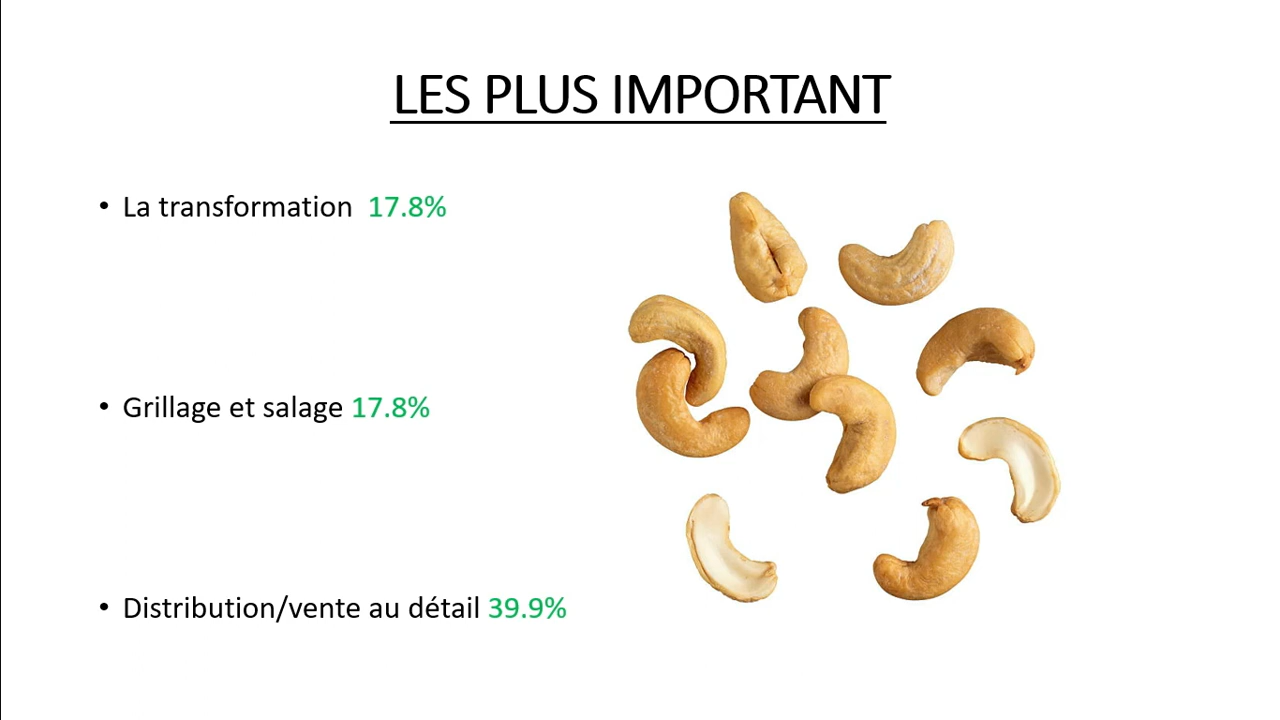 LES PLUS IMPORTANT
• La transformation 17.8%
• Grillage et salage 17.8%
• Distribution/vente au détail 39.9%